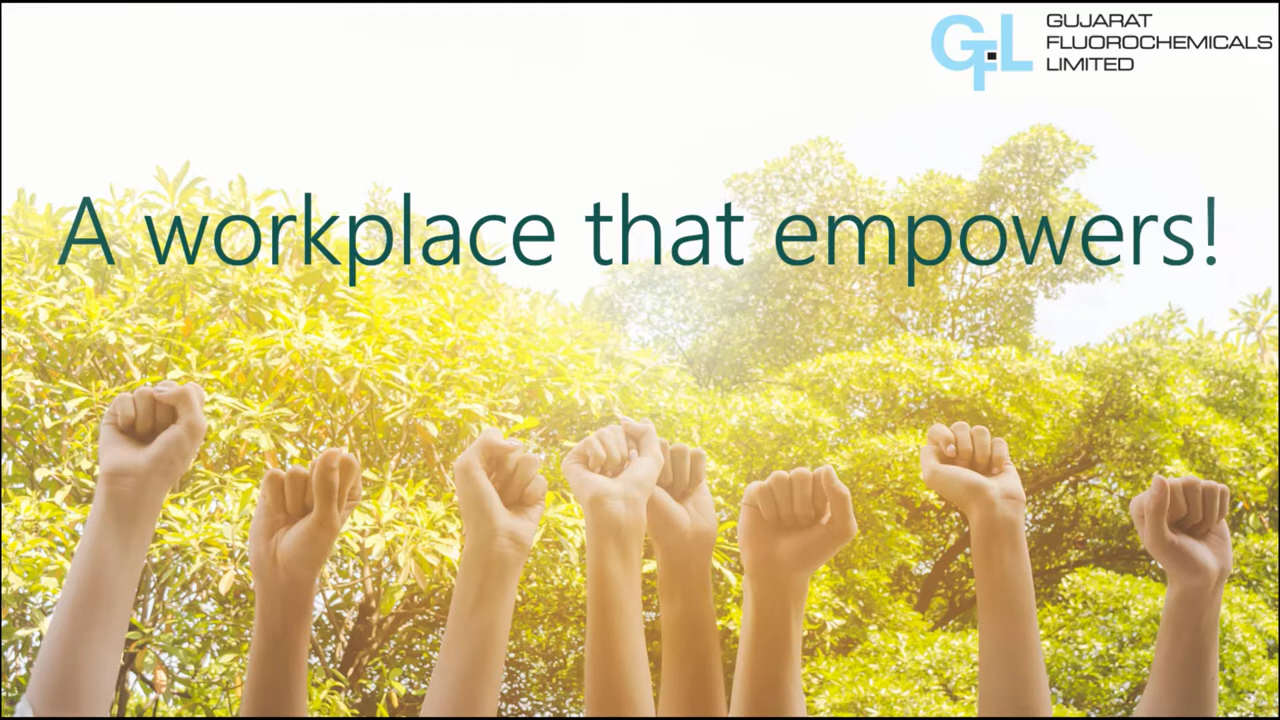 GFL
GUJARAT
FLUOROCHEMICALS
LIMITED
A workplace that empowers!